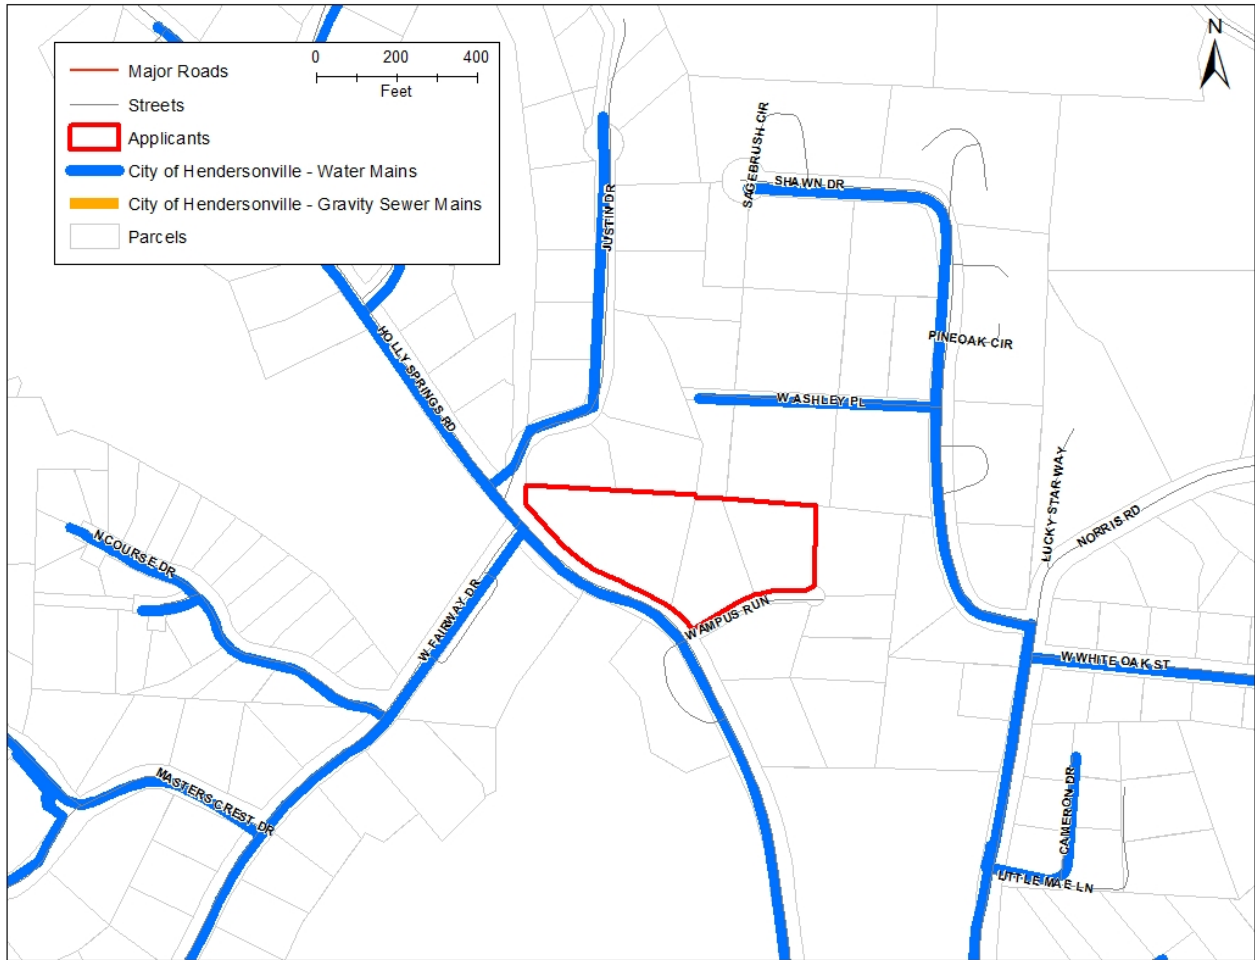 N
0 200 400
Feet
Major Roads
Streets
Applicants
City of Hendersonville - Water Mains
City of Hendersonville - Gravity Sewer Mains
Parcels
SAGEBRUSH CIR
SHAWN DR
JUSTIN DR
HOLLY SPRINGS RD
PINEOAK CIR
W ASHLEY PL
LUCKY STAR WAY
NORRIS RD
N COURSE DR
W FAIRWAY DR
WAMPUS RUN
W WHITE OAK ST
MASTERS CREST DR
CAMERON DR
LITTLE MAE LN